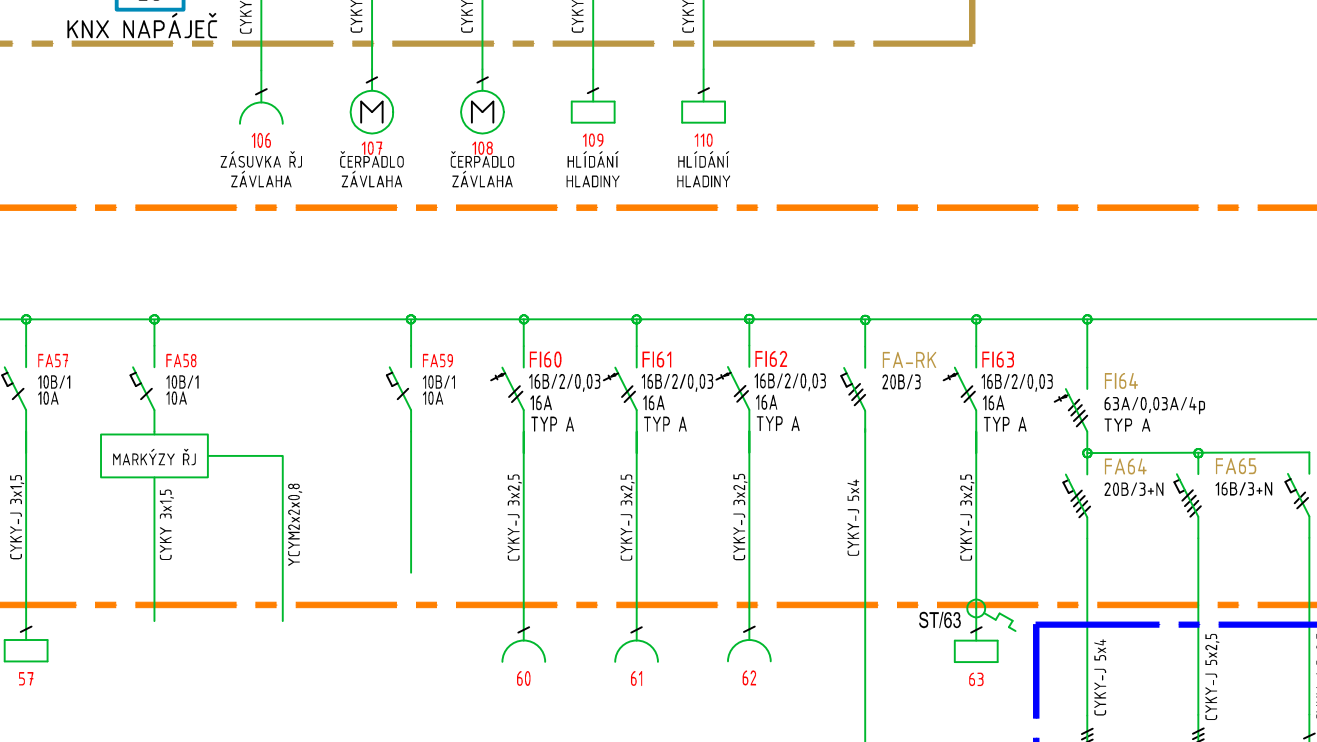 KNX NAPÁJEČ
CYKY
CYKY
CYKY
CYKY
CYKY
M
M
106
ZÁSUVKA ŘJ
ZÁVLAHA
107
ČERPADLO
ZÁVLAHA
108
ČERPADLO
ZÁVLAHA
109
HLÍDÁNÍ
HLADINY
110
HLÍDÁNÍ
HLADINY
FA57
10B/1
10A
FA58
10B/1
10A
FA59
10B/1
10A
FI60
16B/2/0,03
16A
TYP A
FI61
16B/2/0,03
16A
TYP A
FI62
16B/2/0,03
16A
TYP A
FA-RK
20B/3
FI63
16B/2/0,03
16A
TYP A
FI64
63A/0,03A/4p
TYP A
FA64
20B/3+N
FA65
16B/3+N
MARKÝZY ŘJ
CYKY-J 3x1,5
CYKY 3x1,5
YCYM2x2x0,8
CYKY-J 3x2,5
CYKY-J 3x2,5
CYKY-J 3x2,5
CYKY-J 5x4
CYKY-J 3x2,5
ST/63
CYKY-J 5x4
CYKY-J 5x2,5
57
60
61
62
63